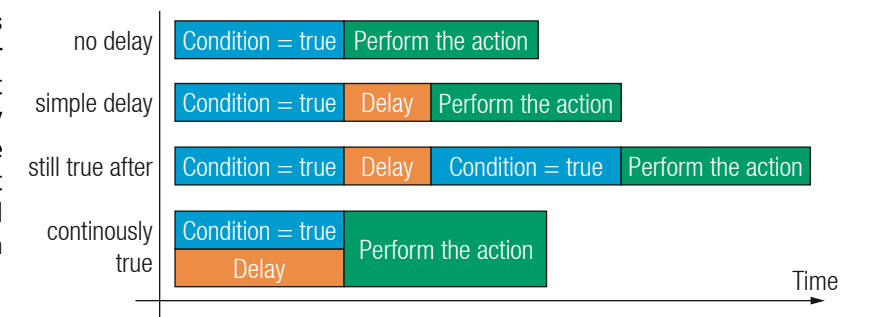 no delay Condition = true Perform the action
simple delay Condition = true Delay Perform the action
still true after Condition = true Delay Condition = true Perform the action
continously Condition = true
true Delay Perform the action
Time